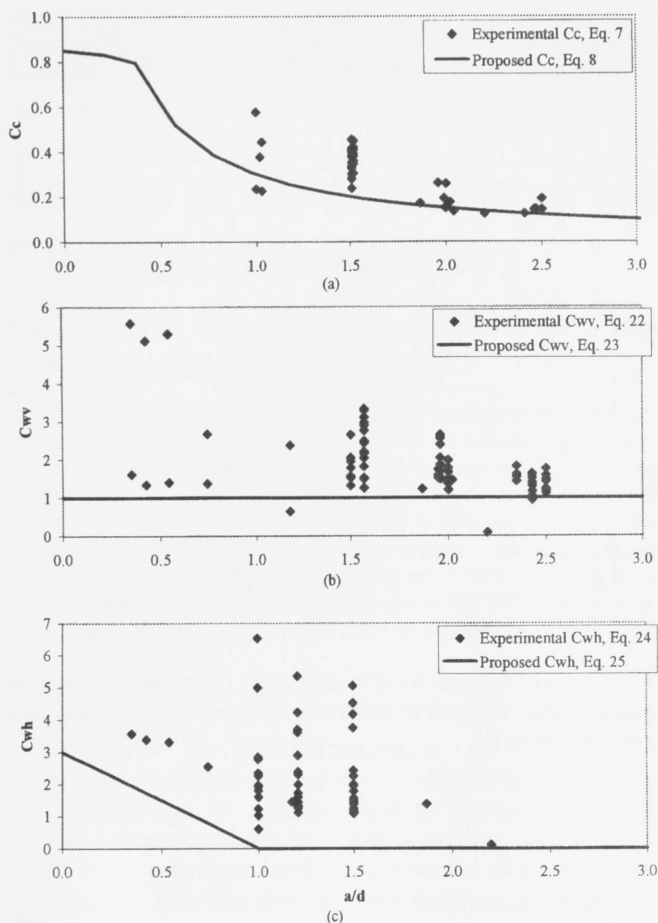 1.0
0.8
0.6
0.4
0.2
0.0
Cc
Experimental Cc, Eq. 7
Proposed Cc, Eq. 8
0.0 0.5 1.0 1.5 2.0 2.5 3.0
(a)
6
5
4
3
2
1
0
Cwv
Experimental Cwv, Eq. 22
Proposed Cwv, Eq. 23
0.0 0.5 1.0 1.5 2.0 2.5 3.0
(b)
7
6
5
4
3
2
1
0
Cwh
Experimental Cwh, Eq. 24
Proposed Cwh, Eq. 25
0.0 0.5 1.0 1.5 2.0 2.5 3.0
a/d
(c)